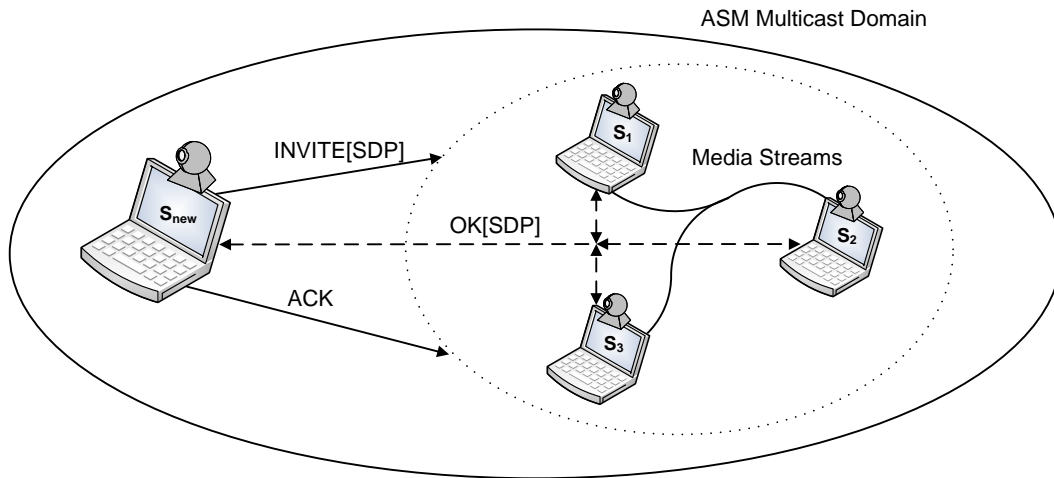 ASM Multicast Domain
S1
INVITE[SDP]
Media Streams
Snew
OK[SDP]
S2
ACK
S3